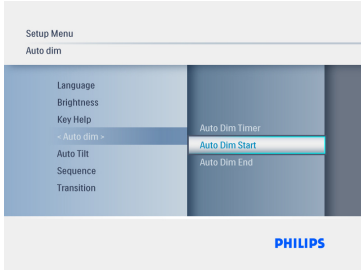 Setup Menu
Auto dim
Language
Brightness
Key Help
< Auto dim >
Auto Tilt
Sequence
Transition
Auto Dim Timer
Auto Dim Start
Auto Dim End
PHILIPS